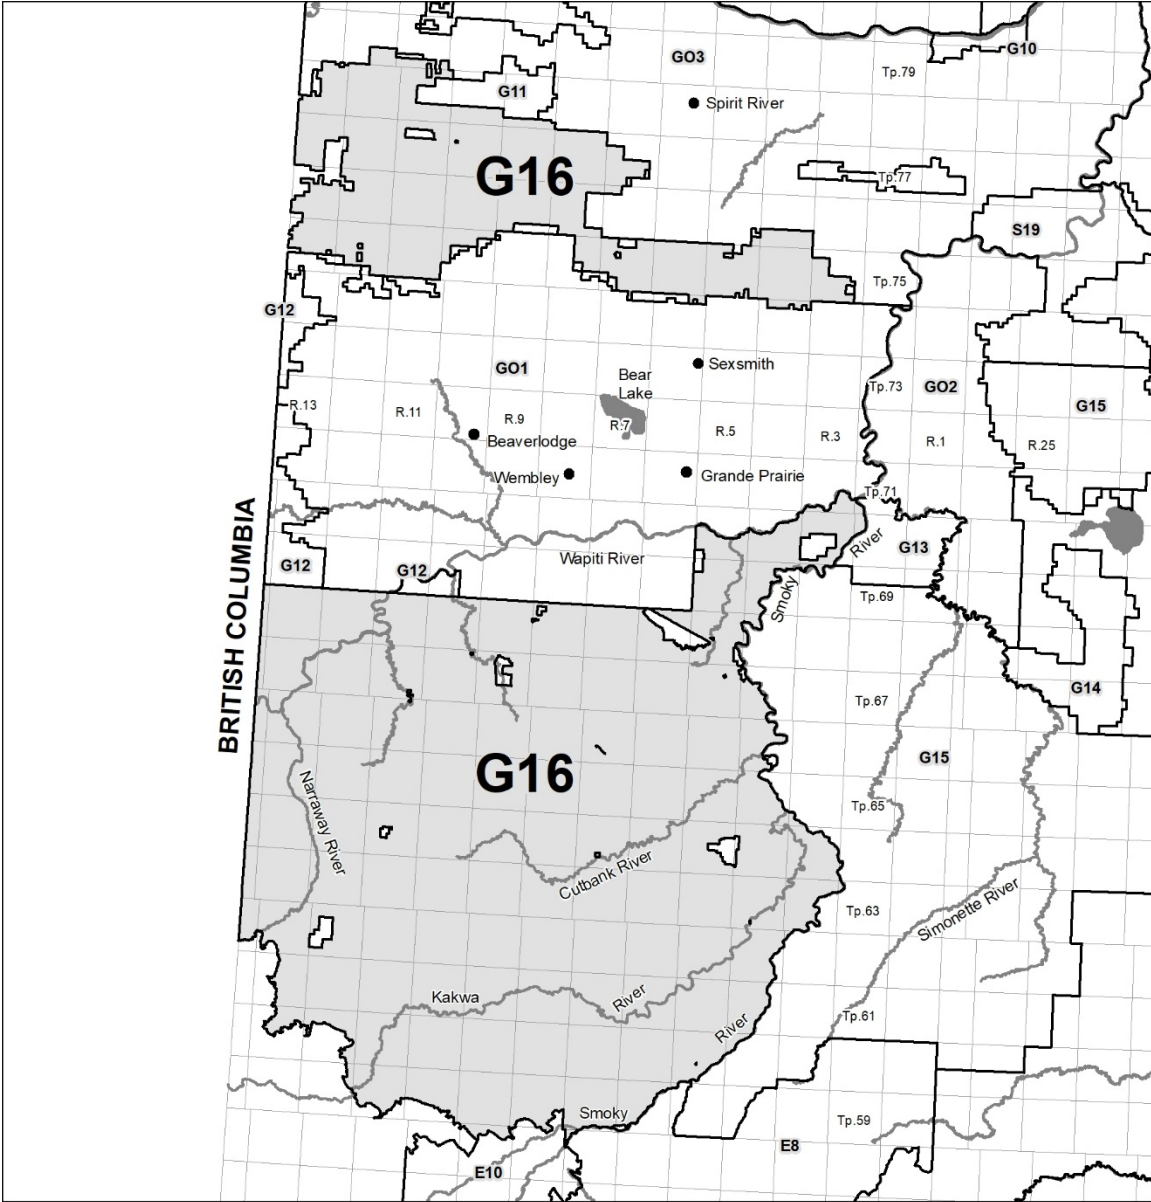 G10
GO3
Tp.79
G11
Spirit River
G16
Tp.77
S19
Tp.75
G12
Sexsmith
GO1
Bear
Lake
Tp.73
GO2
R.13
R.11
R.9
R.7
R.5
R.3
R.1
R.25
G15
Beaverlodge
Wembley
Grande Prairie
Tp.71
BRITISH COLUMBIA
Wapiti River
River
G13
G12
G12
Smoky
Tp.69
G14
Tp.67
G16
G15
Narraway River
Tp.65
Cutbank River
Tp.63
Simonette River
Kakwa
River
River
Tp.61
Smoky
Tp.59
E8
E10